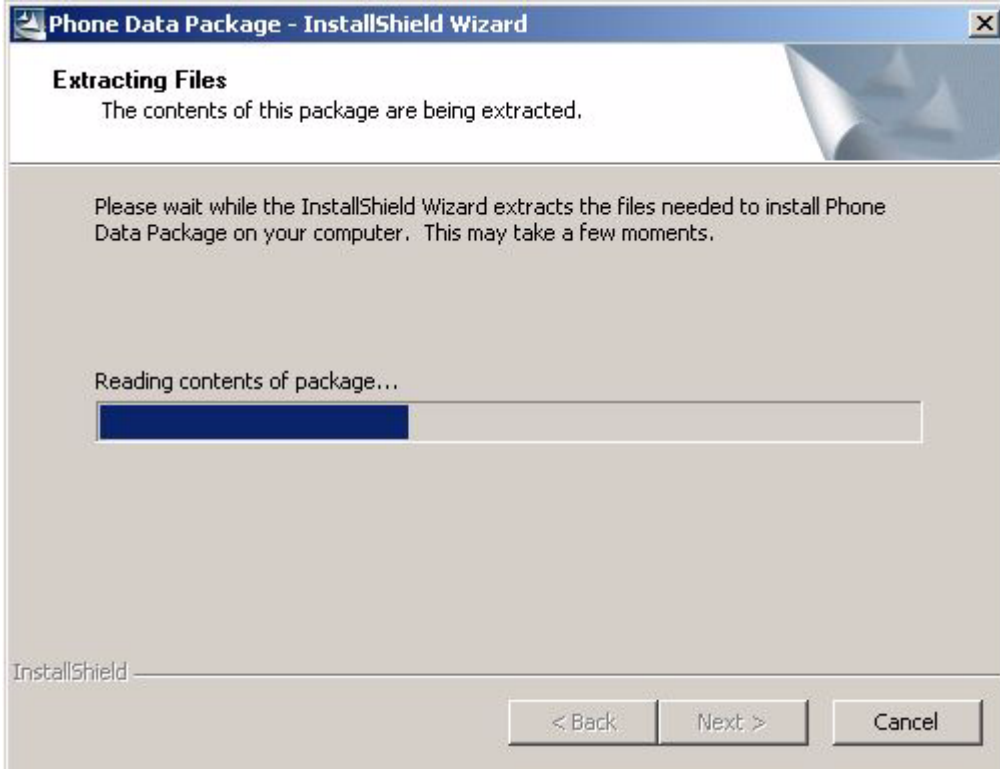 Phone Data Package - InstallShield Wizard
Extracting Files
The contents of this package are being extracted.
Please wait while the InstallShield Wizard extracts the files needed to install Phone
Data Package on your computer.  This may take a few moments.
Reading contents of package...
InstallShield
< Back
Next >
Cancel